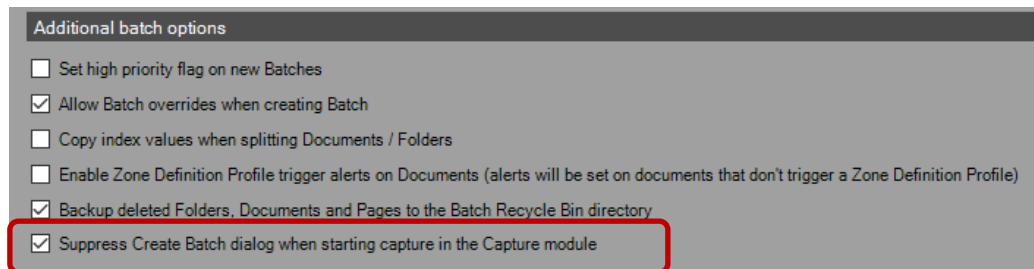 Additional batch options
Set high priority flag on new Batches
Allow Batch overrides when creating Batch
Copy index values when splitting Documents / Folders
Enable Zone Definition Profile trigger alerts on Documents (alerts will be set on documents that don't trigger a Zone Definition Profile)
Backup deleted Folders, Documents and Pages to the Batch Recycle Bin directory
Suppress Create Batch dialog when starting capture in the Capture module